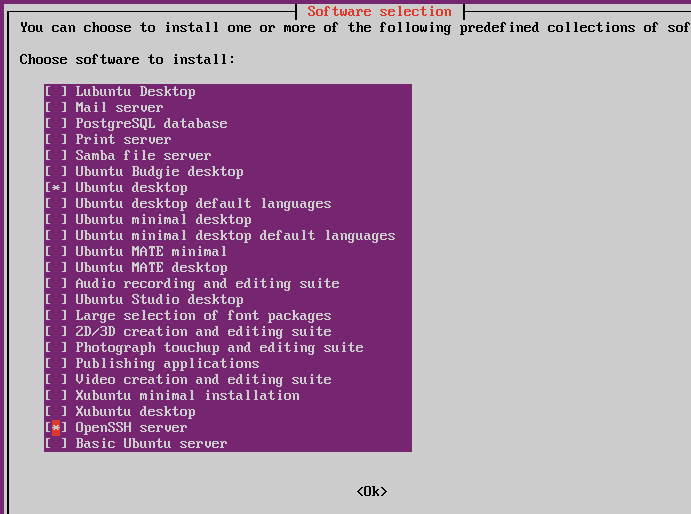 Software selection
You can choose to install one or more of the following predefined collections of sof
Choose software to install:
[ ] Lubuntu Desktop
[ ] Mail server
[ ] PostgreSQL database
[ ] Print server
[ ] Samba file server
[ ] Ubuntu Budgie desktop
[*] Ubuntu desktop
[ ] Ubuntu desktop default languages
[ ] Ubuntu minimal desktop
[ ] Ubuntu minimal desktop default languages
[ ] Ubuntu MATE minimal
[ ] Ubuntu MATE desktop
[ ] Audio recording and editing suite
[ ] Ubuntu Studio desktop
[ ] Large selection of font packages
[ ] 2D/3D creation and editing suite
[ ] Photograph touchup and editing suite
[ ] Publishing applications
[ ] Video creation and editing suite
[ ] Xubuntu minimal installation
[ ] Xubuntu desktop
[*] OpenSSH server
[ ] Basic Ubuntu server
<Ok>